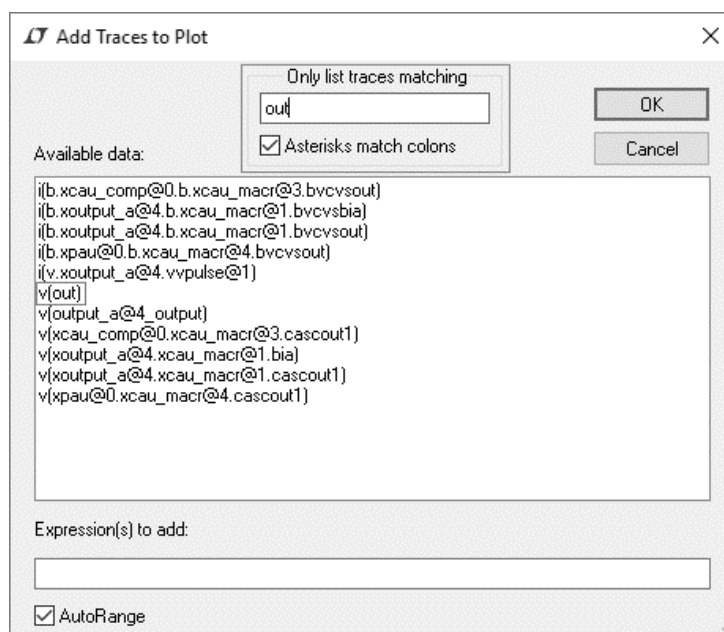 Add Traces to Plot
Only list traces matching
out
Asterisks match colons
OK
Cancel
Available data:
i(b.xcau_comp@0.b.xcau_macr@3.bvcvsout)
i(b.xoutput_a@4.b.xcau_macr@1.bvcvsbia)
i(b.xoutput_a@4.b.xcau_macr@1.bvcvsout)
i(b.xpau@0.b.xcau_macr@4.bvcvsout)
i(v.xoutput_a@4.vvpulse@1)
v(out)
v(output_a@4_output)
v(xcau_comp@0.xcau_macr@3.cascout1)
v(xoutput_a@4.xcau_macr@1.bia)
v(xoutput_a@4.xcau_macr@1.cascout1)
v(xpau@0.xcau_macr@4.cascout1)
Expression(s) to add:
AutoRange